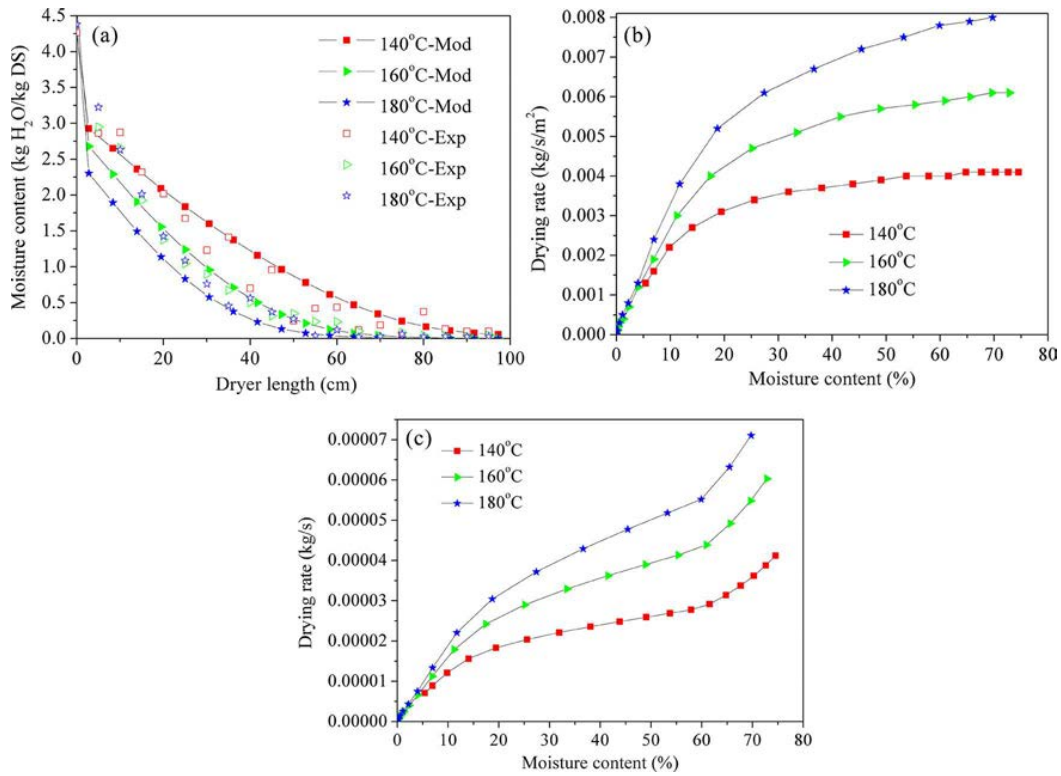 (a)
4.5
4.0
3.5
3.0
2.5
2.0
1.5
1.0
0.5
0.0
Moisture content (kg H₂O/kg DS)
140°C-Mod
160°C-Mod
180°C-Mod
140°C-Exp
160°C-Exp
180°C-Exp
0 20 40 60 80 100
Dryer length (cm)
(b)
0.008
0.006
0.004
0.003
0.002
0.001
0.000
Drying rate (kg/s/m²)
140°C
160°C
180°C
0 10 20 30 40 50 60 70 80
Moisture content (%)
(c)
0.00007
0.00006
0.00005
0.00004
0.00003
0.00002
0.00001
0.00000
Drying rate (kg/s)
140°C
160°C
180°C
0 10 20 30 40 50 60 70 80
Moisture content (%)